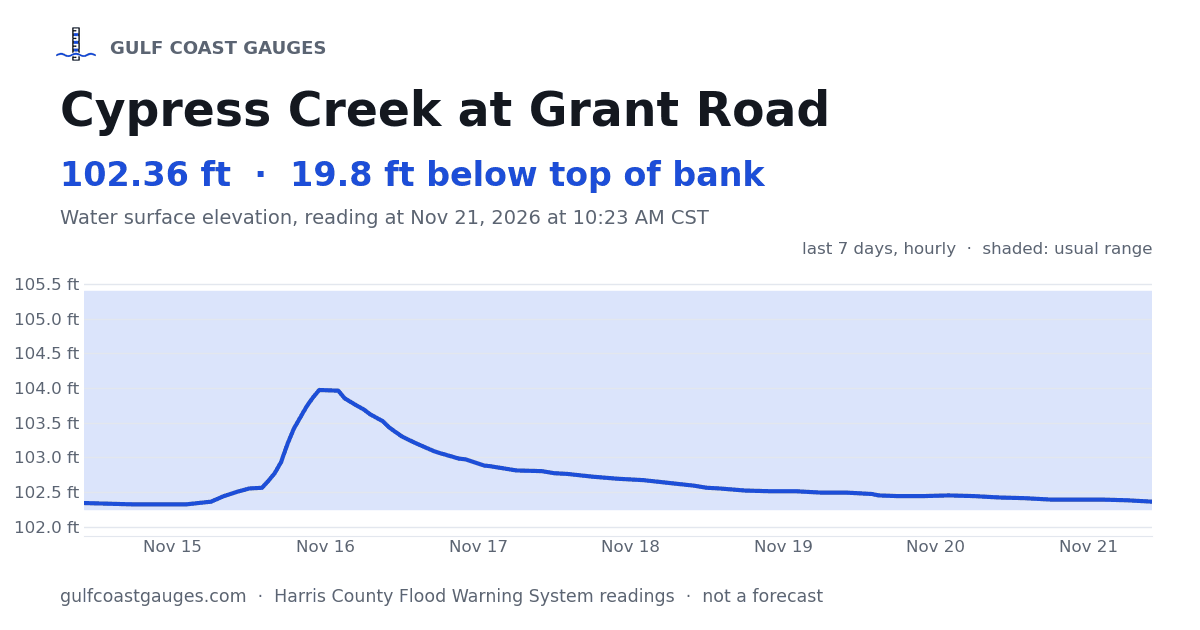 GULF COAST GAUGES
Cypress Creek at Grant Road
102.36 ft · 19.8 ft below top of bank
Water surface elevation, reading at Nov 21, 2026 at 10:23 AM CST
last 7 days, hourly · shaded: usual range
105.5 ft
105.0 ft
104.5 ft
104.0 ft
103.5 ft
103.0 ft
102.5 ft
102.0 ft
Nov 15 Nov 16 Nov 17 Nov 18 Nov 19 Nov 20 Nov 21
gulfcoastgauges.com · Harris County Flood Warning System readings · not a forecast